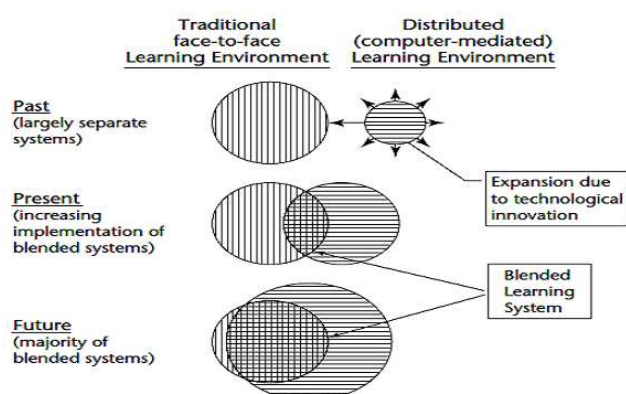 Traditional
face-to-face
Learning Environment
Distributed
(computer-mediated)
Learning Environment
Past
(largely separate
systems)
Expansion due
to technological
innovation
Present
(increasing
implementation of
blended systems)
Blended
Learning
System
Future
(majority of
blended systems)